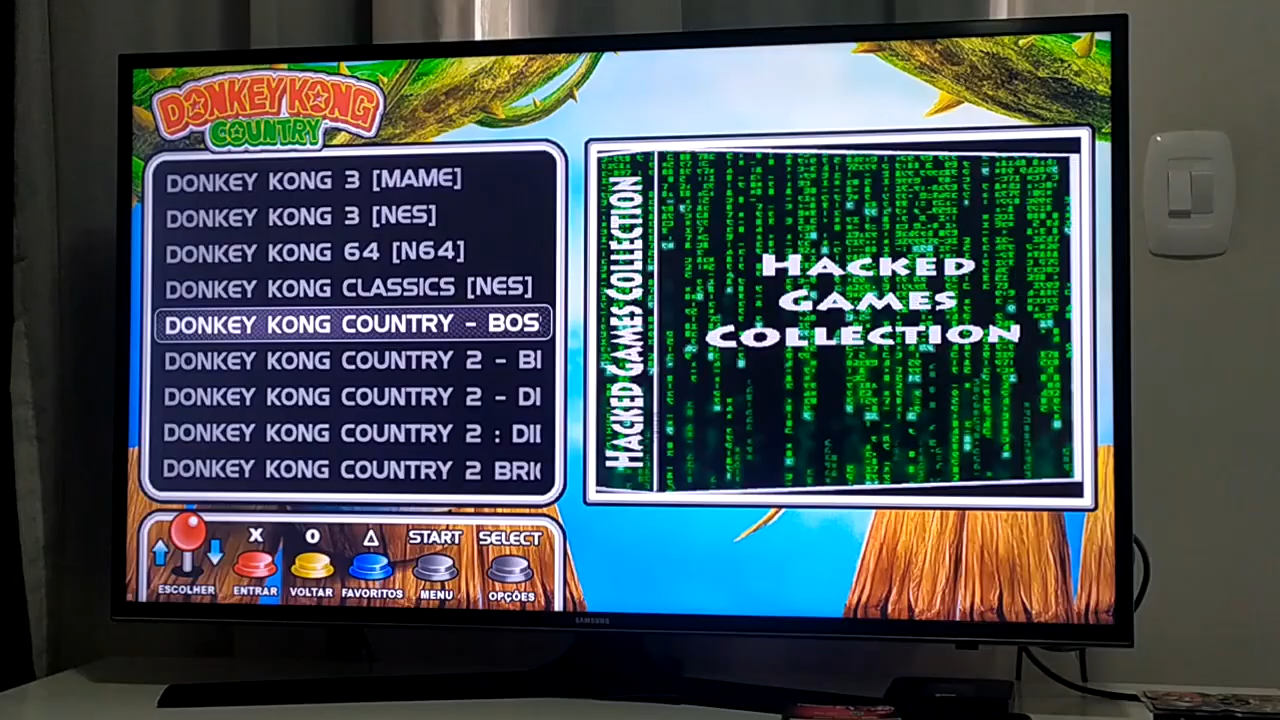 DONKEY KONG
COUNTRY
DONKEY KONG 3 [MAME]
DONKEY KONG 3 [NES]
DONKEY KONG 64 [N64]
DONKEY KONG CLASSICS [NES]
DONKEY KONG COUNTRY - BOS
DONKEY KONG COUNTRY 2 - BI
DONKEY KONG COUNTRY 2 - DI
DONKEY KONG COUNTRY 2 : DI
DONKEY KONG COUNTRY 2 BRI
HACKED GAMES COLLECTION
HACKED
GAMES
COLLECTION
X O △ START SELECT
ESCOLHER ENTRAR VOLTAR FAVORITOS MENU OPÇÕES
SAMSUNG